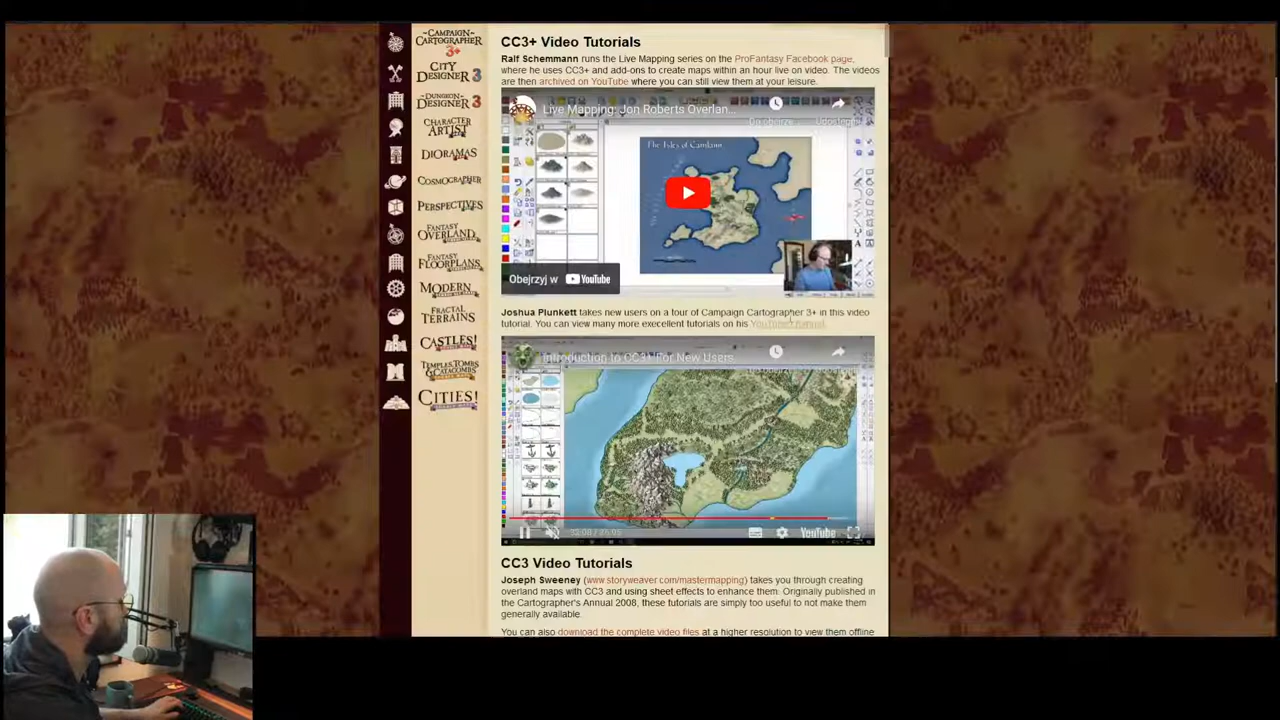 ~CAMPAIGN~
CARTOGRAPHER
3+
CITY
DESIGNER 3
DUNGEON
DESIGNER 3
CHARACTER
ARTIST
DIORAMAS
COSMOGRAPHER
PERSPECTIVES
FANTASY
OVERLAND
FANTASY
FLOORPLANS
MODERN
FRACTAL
TERRAINS
CASTLES!
TEMPLES, TOMBS
& CATACOMBS
CITIES!
CC3+ Video Tutorials
Ralf Schemmann runs the Live Mapping series on the ProFantasy Facebook page,
where he uses CC3+ and add-ons to create maps within an hour live on video. The videos
are then archived on YouTube where you can still view them at your leisure.
Live Mapping: Jon Roberts Overlan...
Do obejrze...
Udostępnij
The Isles of
Obejrzyj w YouTube
Joshua Plunkett takes new users on a tour of Campaign Cartographer 3+ in this video
tutorial. You can view many more execellent tutorials on his YouTube channel.
Introduction to CC3+ For New Users
YouTube
CC3 Video Tutorials
Joseph Sweeney (www.storyweaver.com/mastermapping) takes you through creating
overland maps with CC3 and using sheet effects to enhance them. Originally published in
the Cartographer's Annual 2008, these tutorials are simply too useful to not make them
generally available.
You can also download the complete video files at a higher resolution to view them offline